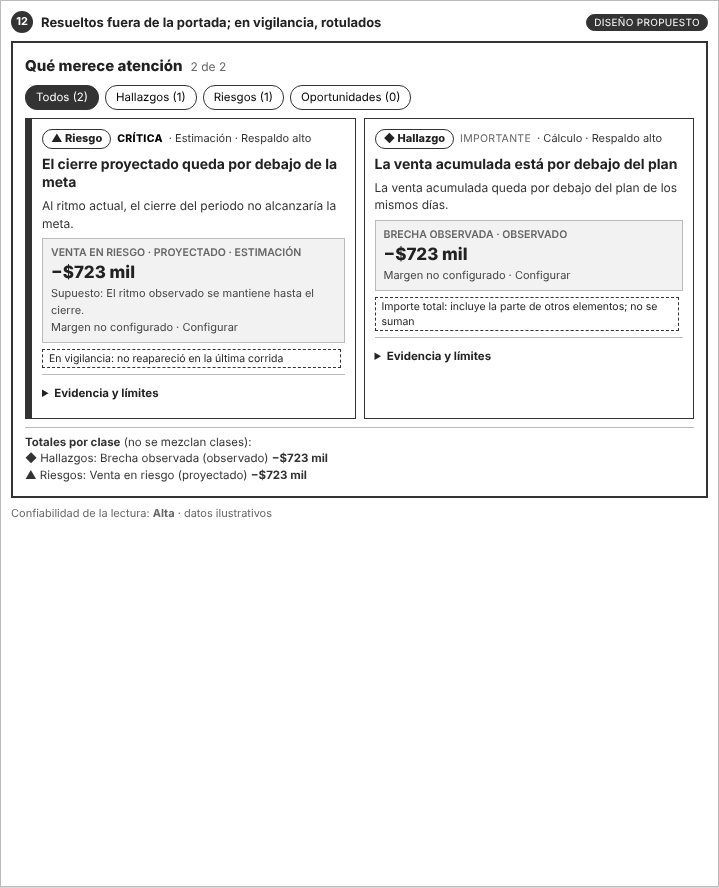 12 Resueltos fuera de la portada; en vigilancia, rotulados
DISEÑO PROPUESTO
Qué merece atención 2 de 2
Todos (2) Hallazgos (1) Riesgos (1) Oportunidades (0)
▲ Riesgo CRÍTICA · Estimación · Respaldo alto
El cierre proyectado queda por debajo de la
meta
Al ritmo actual, el cierre del periodo no alcanzaría la
meta.
VENTA EN RIESGO · PROYECTADO · ESTIMACIÓN
−$723 mil
Supuesto: El ritmo observado se mantiene hasta el
cierre.
Margen no configurado · Configurar
En vigilancia: no reapareció en la última corrida
▶ Evidencia y límites
◆ Hallazgo IMPORTANTE · Cálculo · Respaldo alto
La venta acumulada está por debajo del plan
La venta acumulada queda por debajo del plan de los
mismos días.
BRECHA OBSERVADA · OBSERVADO
−$723 mil
Margen no configurado · Configurar
Importe total: incluye la parte de otros elementos; no se
suman
▶ Evidencia y límites
Totales por clase (no se mezclan clases):
◆ Hallazgos: Brecha observada (observado) −$723 mil
▲ Riesgos: Venta en riesgo (proyectado) −$723 mil
Confiabilidad de la lectura: Alta · datos ilustrativos